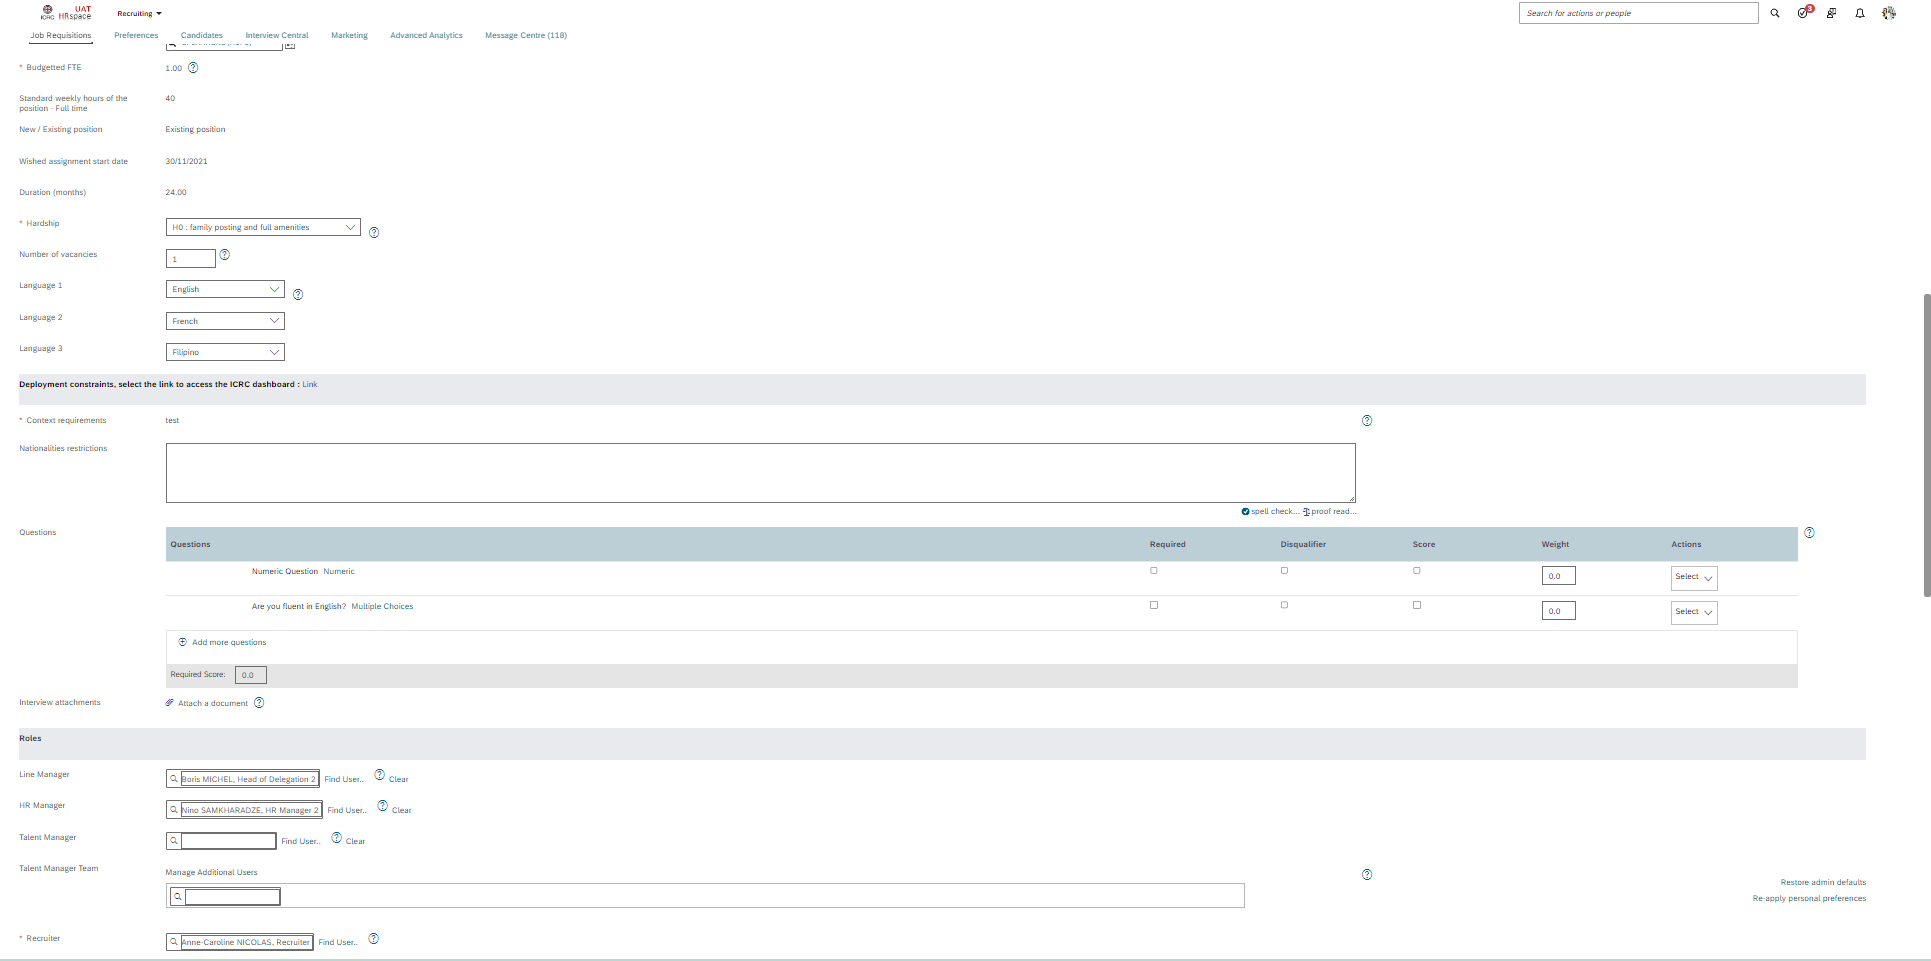 ICRC UAT HRspace Recruiting Search for actions or people 3
Job Requisitions Preferences Candidates Interview Central Marketing Advanced Analytics Message Centre (118)
* Budgetted FTE 1.00
Standard weekly hours of the position - Full time 40
New / Existing position Existing position
Wished assignment start date 30/11/2021
Duration (months) 24.00
* Hardship H0 : family posting and full amenities
Number of vacancies 1
Language 1 English
Language 2 French
Language 3 Filipino
Deployment constraints, select the link to access the ICRC dashboard : Link
* Context requirements test
Nationalities restrictions
spell check... proof read...
Questions
Questions Required Disqualifier Score Weight Actions
Numeric Question Numeric 0.0 Select
Are you fluent in English? Multiple Choices 0.0 Select
Add more questions
Required Score: 0.0
Interview attachments Attach a document
Roles
Line Manager Boris MICHEL, Head of Delegation 2 Find User.. Clear
HR Manager Nino SAMKHARADZE, HR Manager 2 Find User.. Clear
Talent Manager Find User.. Clear
Talent Manager Team Manage Additional Users
Restore admin defaults
Re-apply personal preferences
* Recruiter Anne-Caroline NICOLAS, Recruiter Find User..